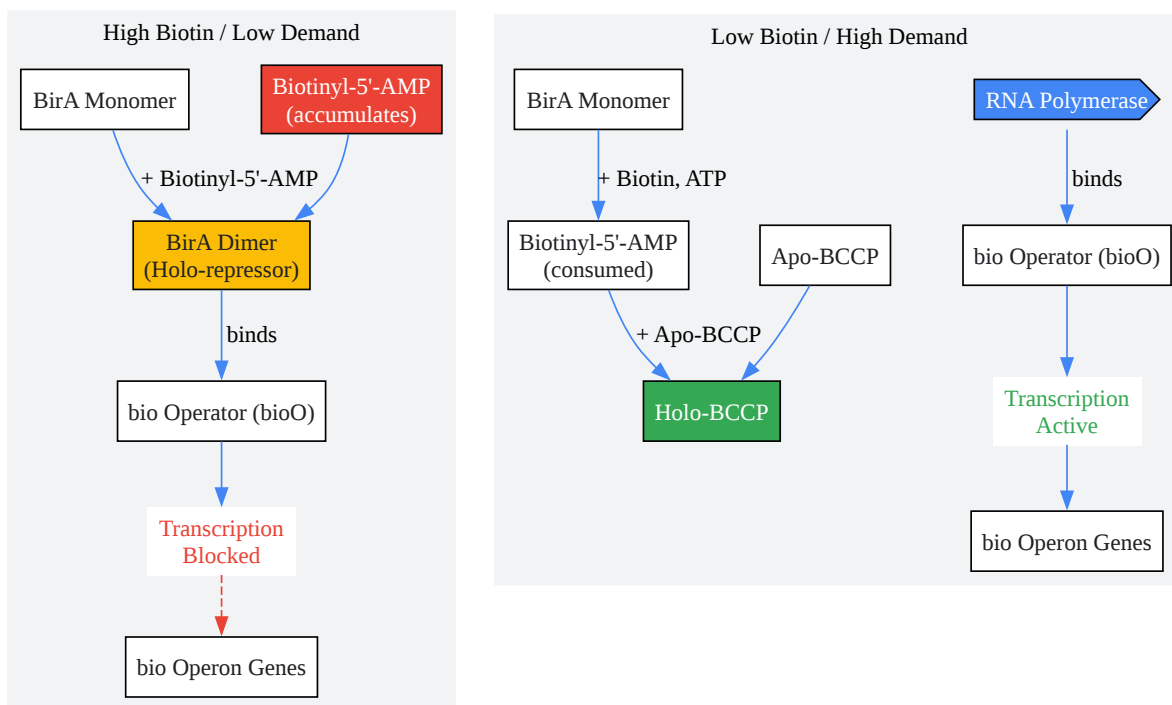 High Biotin / Low Demand
BirA Monomer
Biotinyl-5'-AMP
(accumulates)
+ Biotinyl-5'-AMP
BirA Dimer
(Holo-repressor)
binds
bio Operator (bioO)
Transcription
Blocked
bio Operon Genes
Low Biotin / High Demand
BirA Monomer
+ Biotin, ATP
Biotinyl-5'-AMP
(consumed)
Apo-BCCP
+ Apo-BCCP
Holo-BCCP
RNA Polymerase
binds
bio Operator (bioO)
Transcription
Active
bio Operon Genes